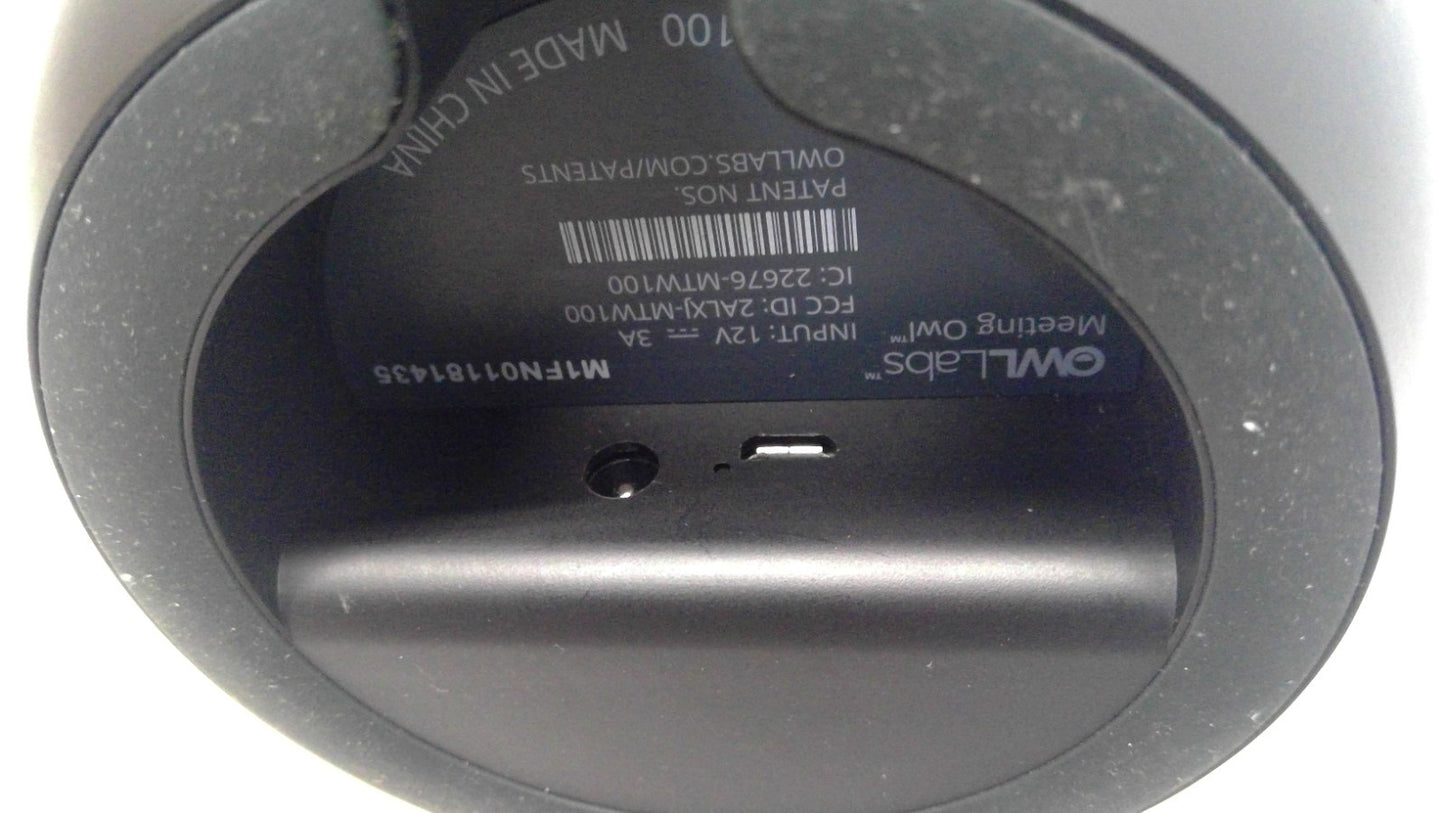 OWLLabs™
Meeting Owl™
M1FN01181435
INPUT: 12V ⎓ 3A
FCC ID: 2ALXJ-MTW100
IC: 22676-MTW100
PATENT NOS.
OWLLABS.COM/PATENTS
100 MADE IN CHINA